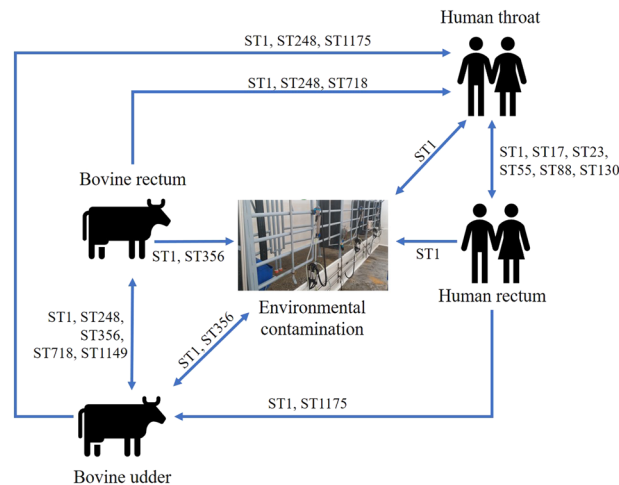 Human throat
ST1, ST248, ST1175
ST1, ST248, ST718
ST1
ST1, ST17, ST23,
ST55, ST88, ST130
Bovine rectum
ST1, ST356
ST1
Human rectum
Environmental
contamination
ST1, ST248,
ST356,
ST718, ST1149
ST1, ST356
ST1, ST1175
Bovine udder